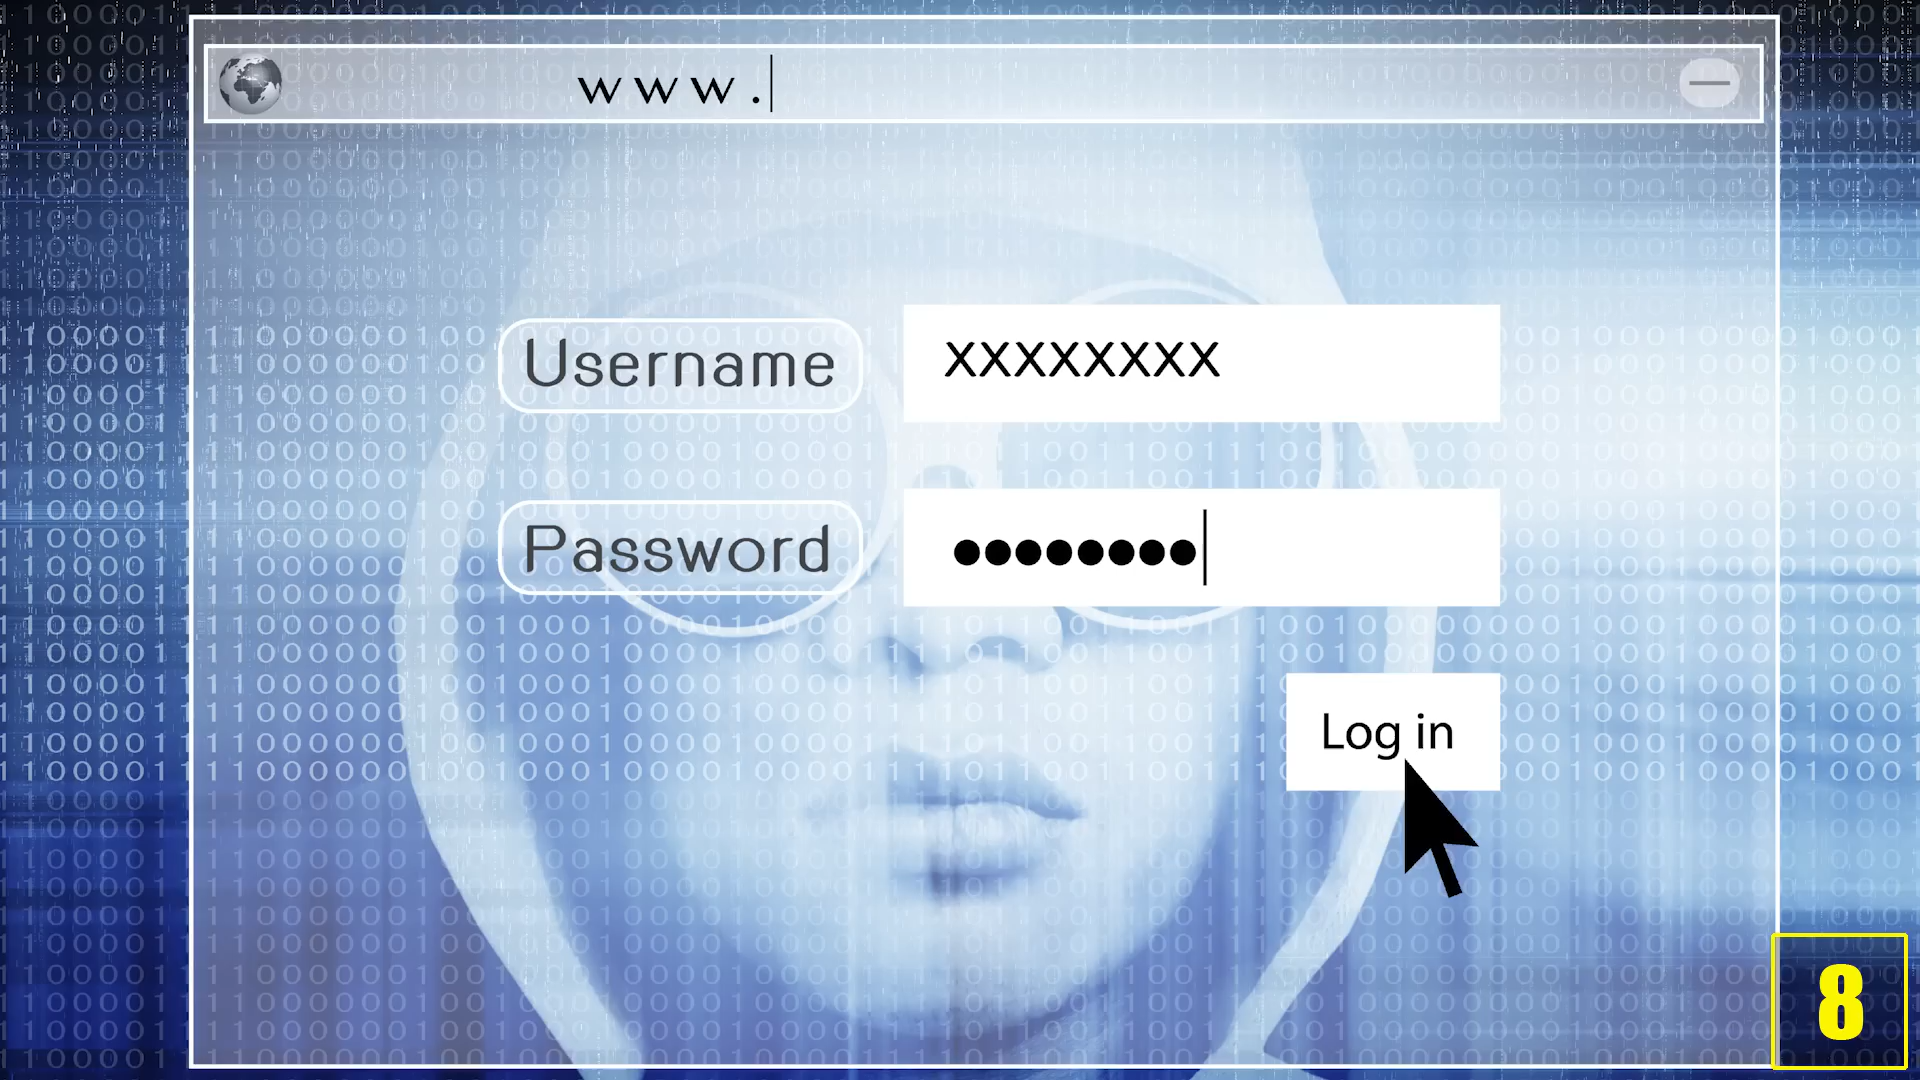 www.
Username
XXXXXXXX
Password
●●●●●●●●
Log in
8